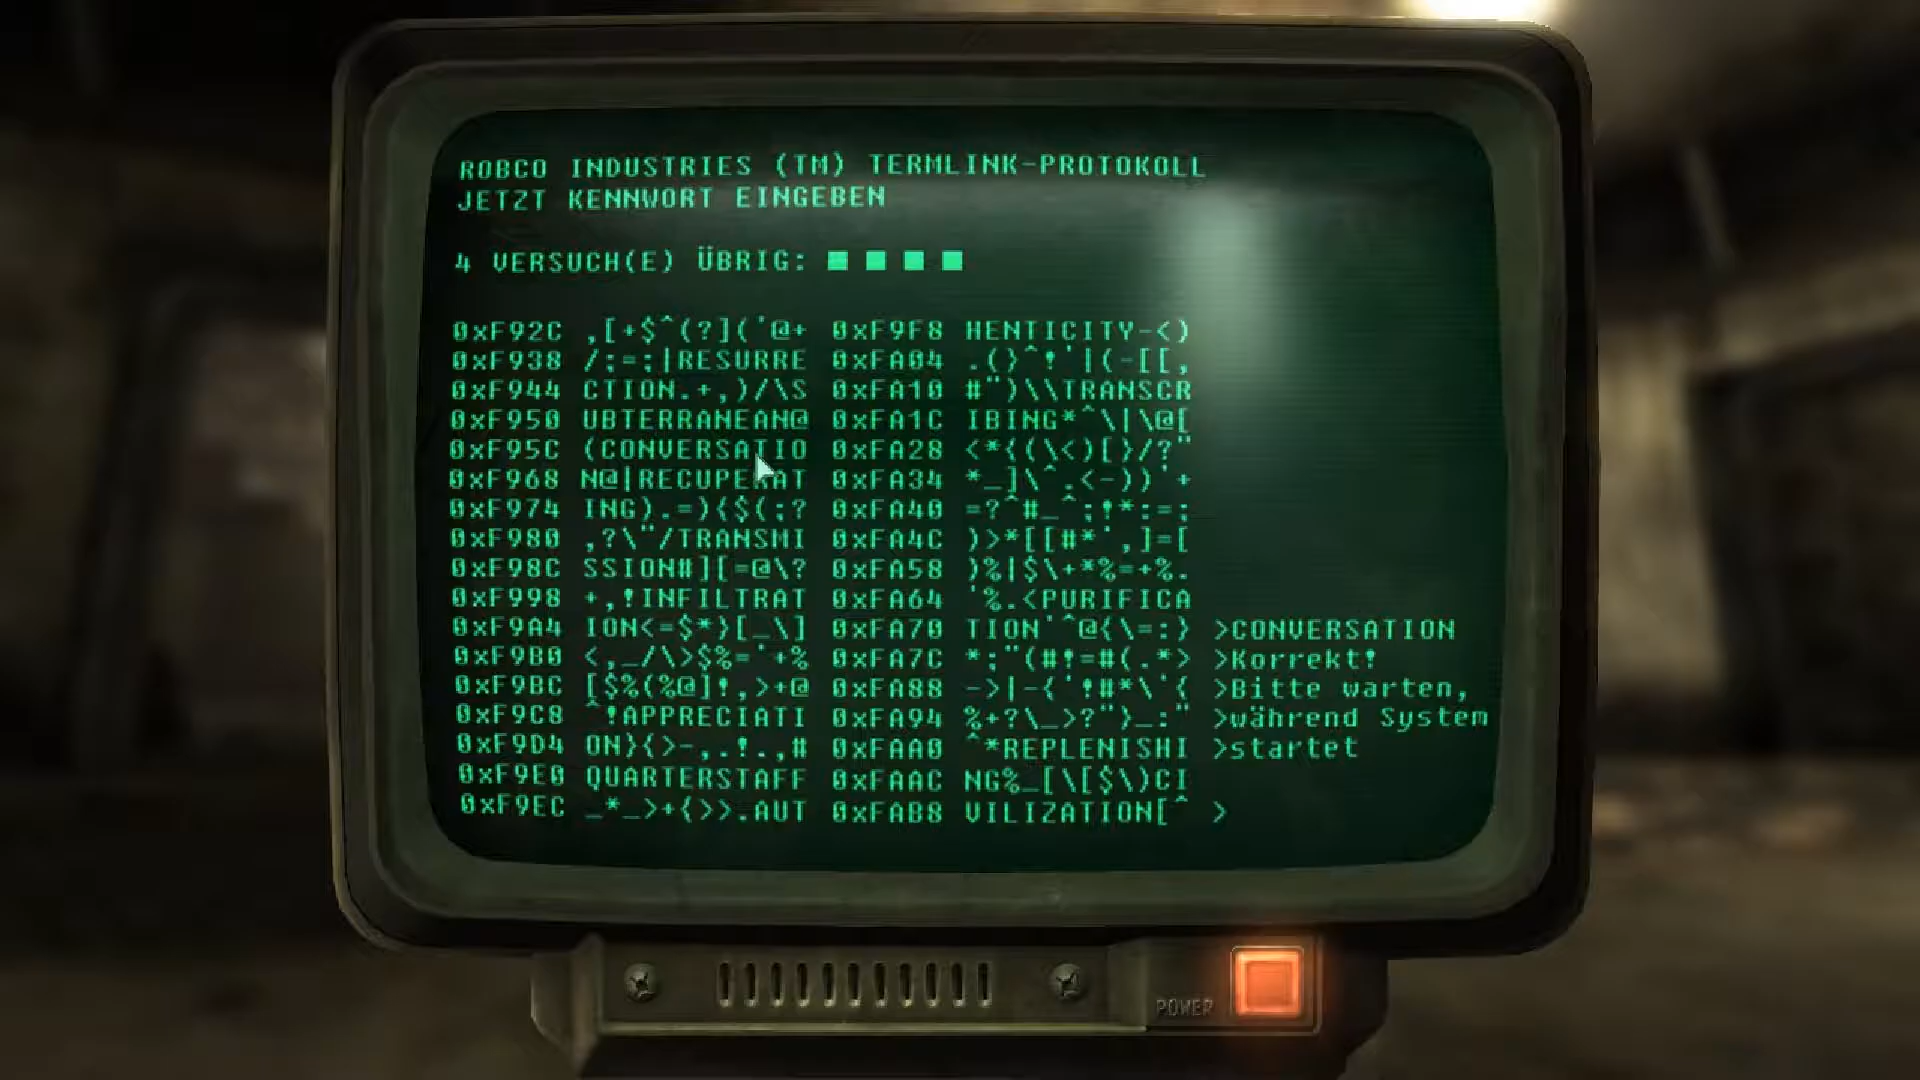 ROBCO INDUSTRIES (TM) TERMLINK-PROTOKOLL
JETZT KENNWORT EINGEBEN
4 VERSUCH(E) ÜBRIG: ■ ■ ■ ■
0xF92C ,[+$^(?]('@+ 0xF9F8 HENTICITY-<)
0xF938 /;=;|RESURRE 0xFA04 .()^!'|(-[[,
0xF944 CTION.+,)/\S 0xFA10 #")\\TRANSCR
0xF950 UBTERRANEAN@ 0xFA1C IBING*^\|\@[
0xF95C (CONVERSATIO 0xFA28 <*{(\<)[}/?"
0xF968 N@|RECUPERAT 0xFA34 *_]\^.<-))'+
0xF974 ING).=){$(;? 0xFA40 =?^#_^;!*:=;
0xF980 ,?\"/TRANSMI 0xFA4C )>*[[#*',]=[
0xF98C SSION#][=@\? 0xFA58 )%|$\+*%=+%.
0xF998 +,!INFILTRAT 0xFA64 '%.<PURIFICA
0xF9A4 ION<=$*}[_\] 0xFA70 TION'^@{\=:} >CONVERSATION
0xF9B0 <,_/\>$%='+% 0xFA7C *;"(#!=#(.*> >Korrekt!
0xF9BC [$%(%@]!,>+@ 0xFA88 ->|-{'!#*\'{ >Bitte warten,
0xF9C8 ^!APPRECIATI 0xFA94 %+?\_>?"}_:" >während System
0xF9D4 ON}{>-,.!.,# 0xFAA0 ^*REPLENISHI >startet
0xF9E0 QUARTERSTAFF 0xFAAC NG%_[\[$\)CI
0xF9EC _*_>+{>>.AUT 0xFAB8 VILIZATION[^ >
POWER